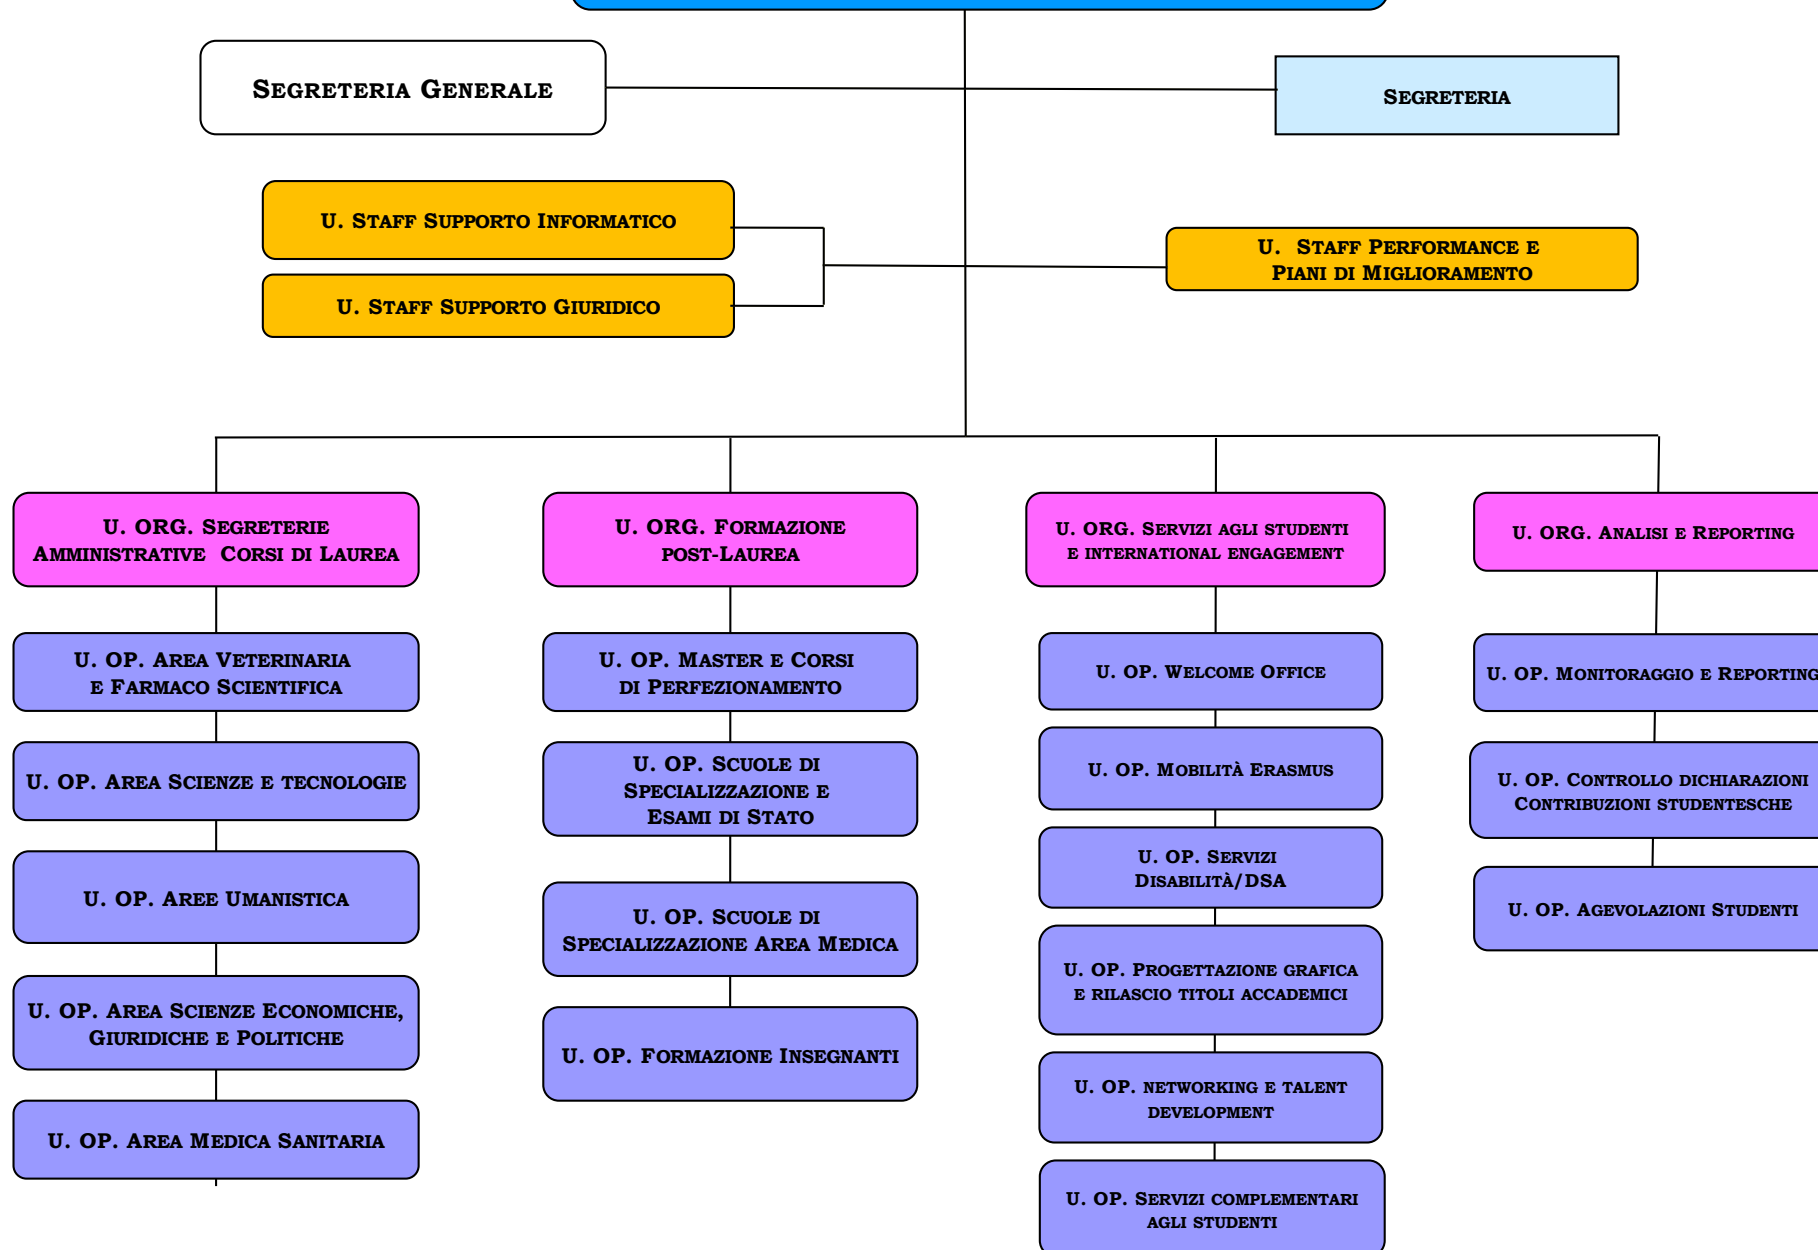 Segreteria Generale
Segreteria
U. Staff Supporto Informatico
U. Staff Supporto Giuridico
U. Staff Performance e
Piani di Miglioramento
U. ORG. Segreterie
Amministrative Corsi di Laurea
U. OP. Area Veterinaria
e Farmaco Scientifica
U. OP. Area Scienze e tecnologie
U. OP. Aree Umanistica
U. OP. Area Scienze Economiche,
Giuridiche e Politiche
U. OP. Area Medica Sanitaria
U. ORG. Formazione
post-Laurea
U. OP. Master e Corsi
di Perfezionamento
U. OP. Scuole di
Specializzazione e
Esami di Stato
U. OP. Scuole di
Specializzazione Area Medica
U. OP. Formazione Insegnanti
U. ORG. Servizi agli studenti
e international engagement
U. OP. Welcome Office
U. OP. Mobilità Erasmus
U. OP. Servizi
Disabilità/DSA
U. OP. Progettazione grafica
e rilascio titoli accademici
U. OP. networking e talent
development
U. OP. Servizi complementari
agli studenti
U. ORG. Analisi e Reporting
U. OP. Monitoraggio e Reporting
U. OP. Controllo dichiarazioni
Contribuzioni studentesche
U. OP. Agevolazioni Studenti